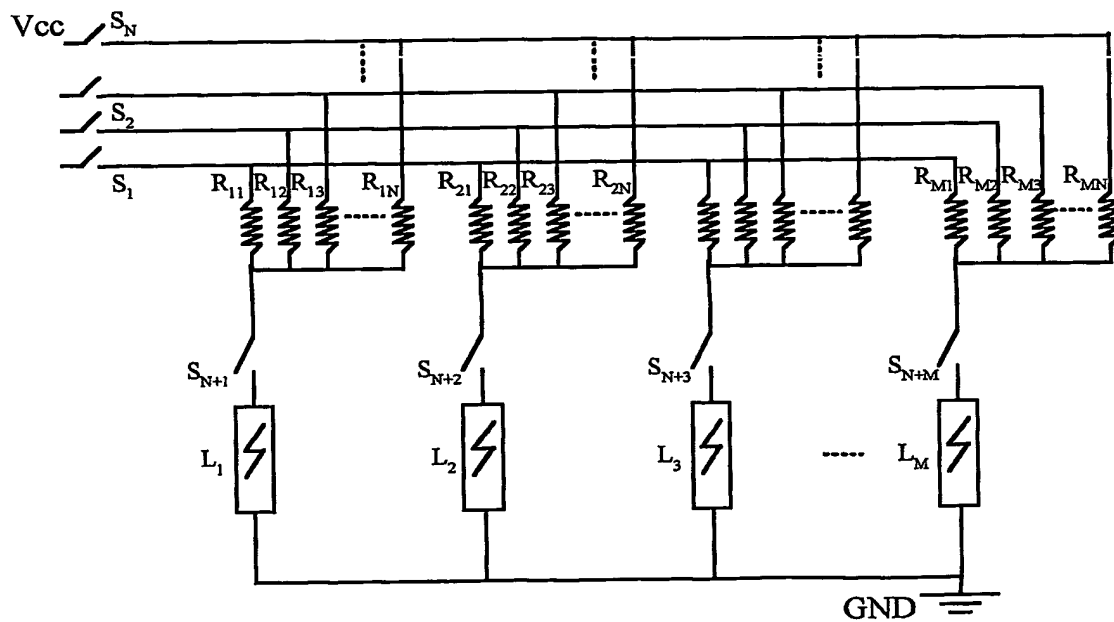 Vcc
S_N
S_2
S_1
R_11 R_12 R_13 R_1N R_21 R_22 R_23 R_2N R_M1 R_M2 R_M3 R_MN
S_N+1 S_N+2 S_N+3 S_N+M
L_1 L_2 L_3 L_M
GND